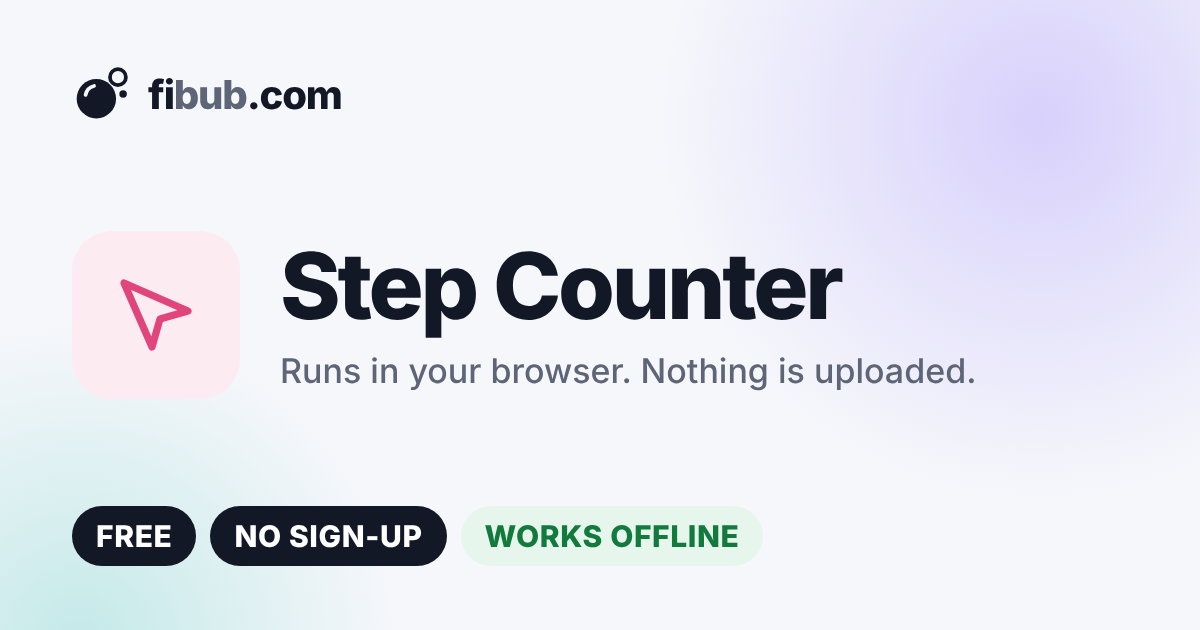 fibub.com
Step Counter
Runs in your browser. Nothing is uploaded.
FREE NO SIGN-UP WORKS OFFLINE